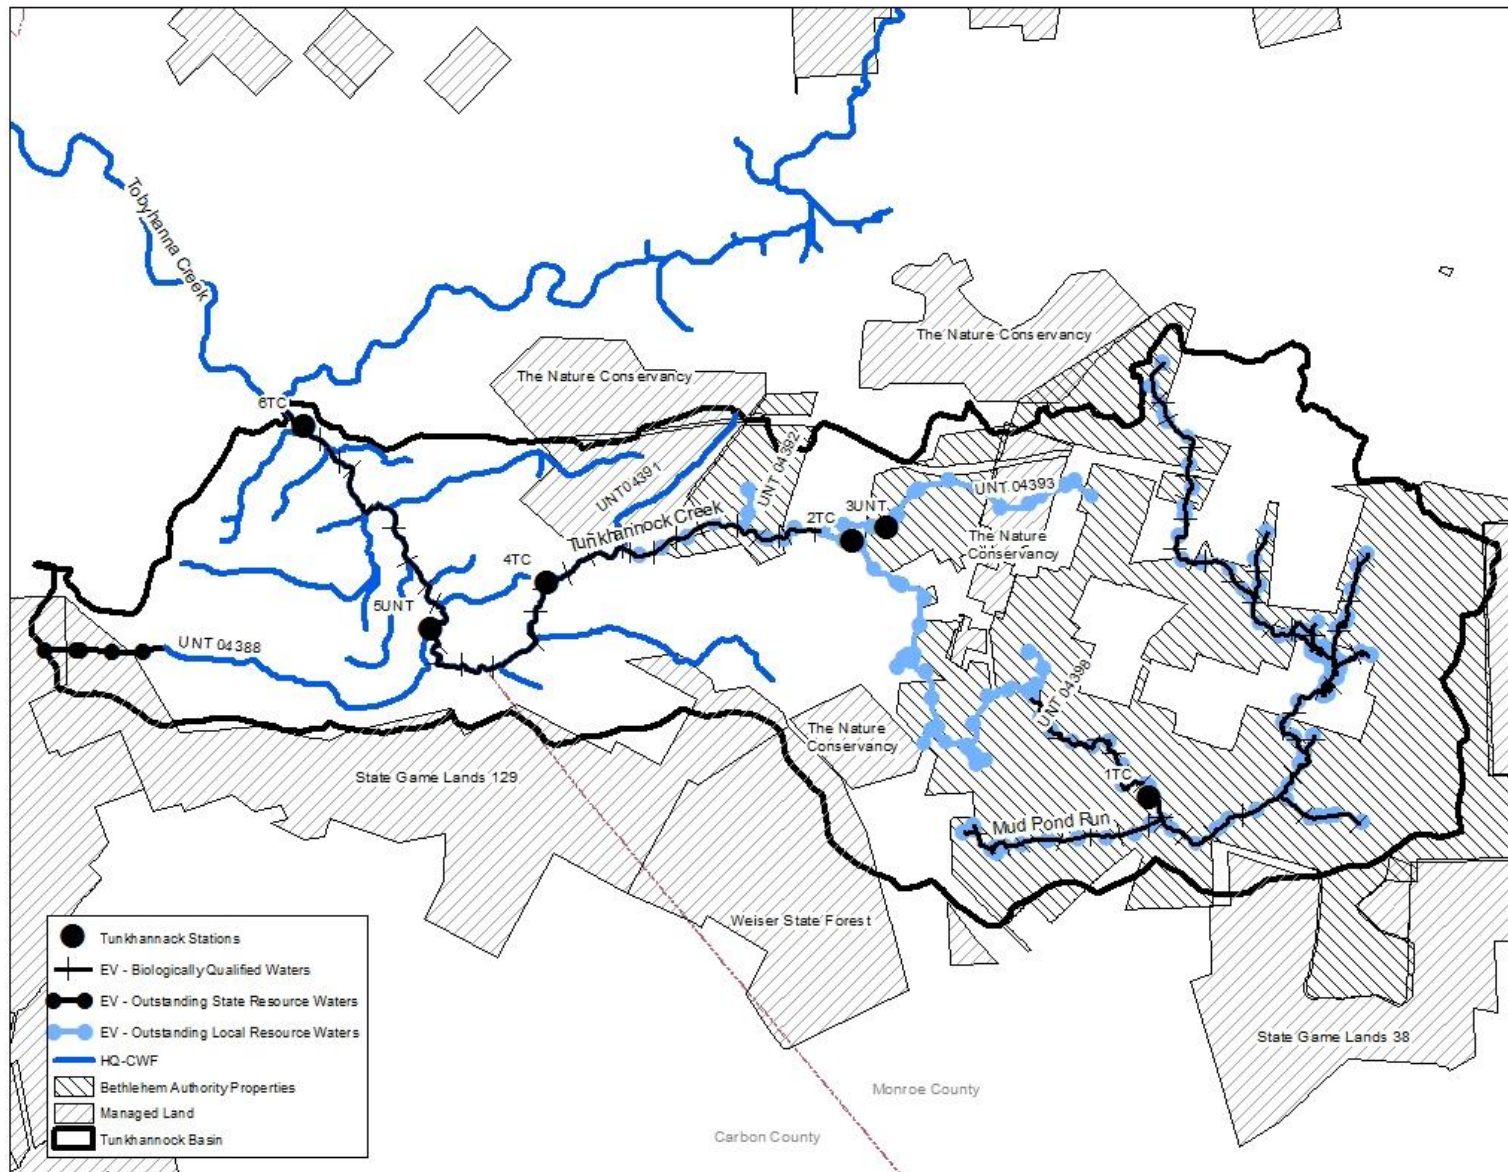 Tobyhanna Creek
The Nature Conservancy
The Nature Conservancy
6TC
UNT 04391
UNT 04392
Tunkhannock Creek
2TC
3UNT
UNT 04393
The Nature
Conservancy
4TC
5UNT
UNT 04388
UNT 04398
The Nature
Conservancy
State Game Lands 129
1TC
Mud Pond Run
Weiser State Forest
State Game Lands 38
Monroe County
Carbon County
Tunkhannack Stations
EV - Biologically Qualified Waters
EV - Outstanding State Resource Waters
EV - Outstanding Local Resource Waters
HQ-CWF
Bethlehem Authority Properties
Managed Land
Tunkhannock Basin